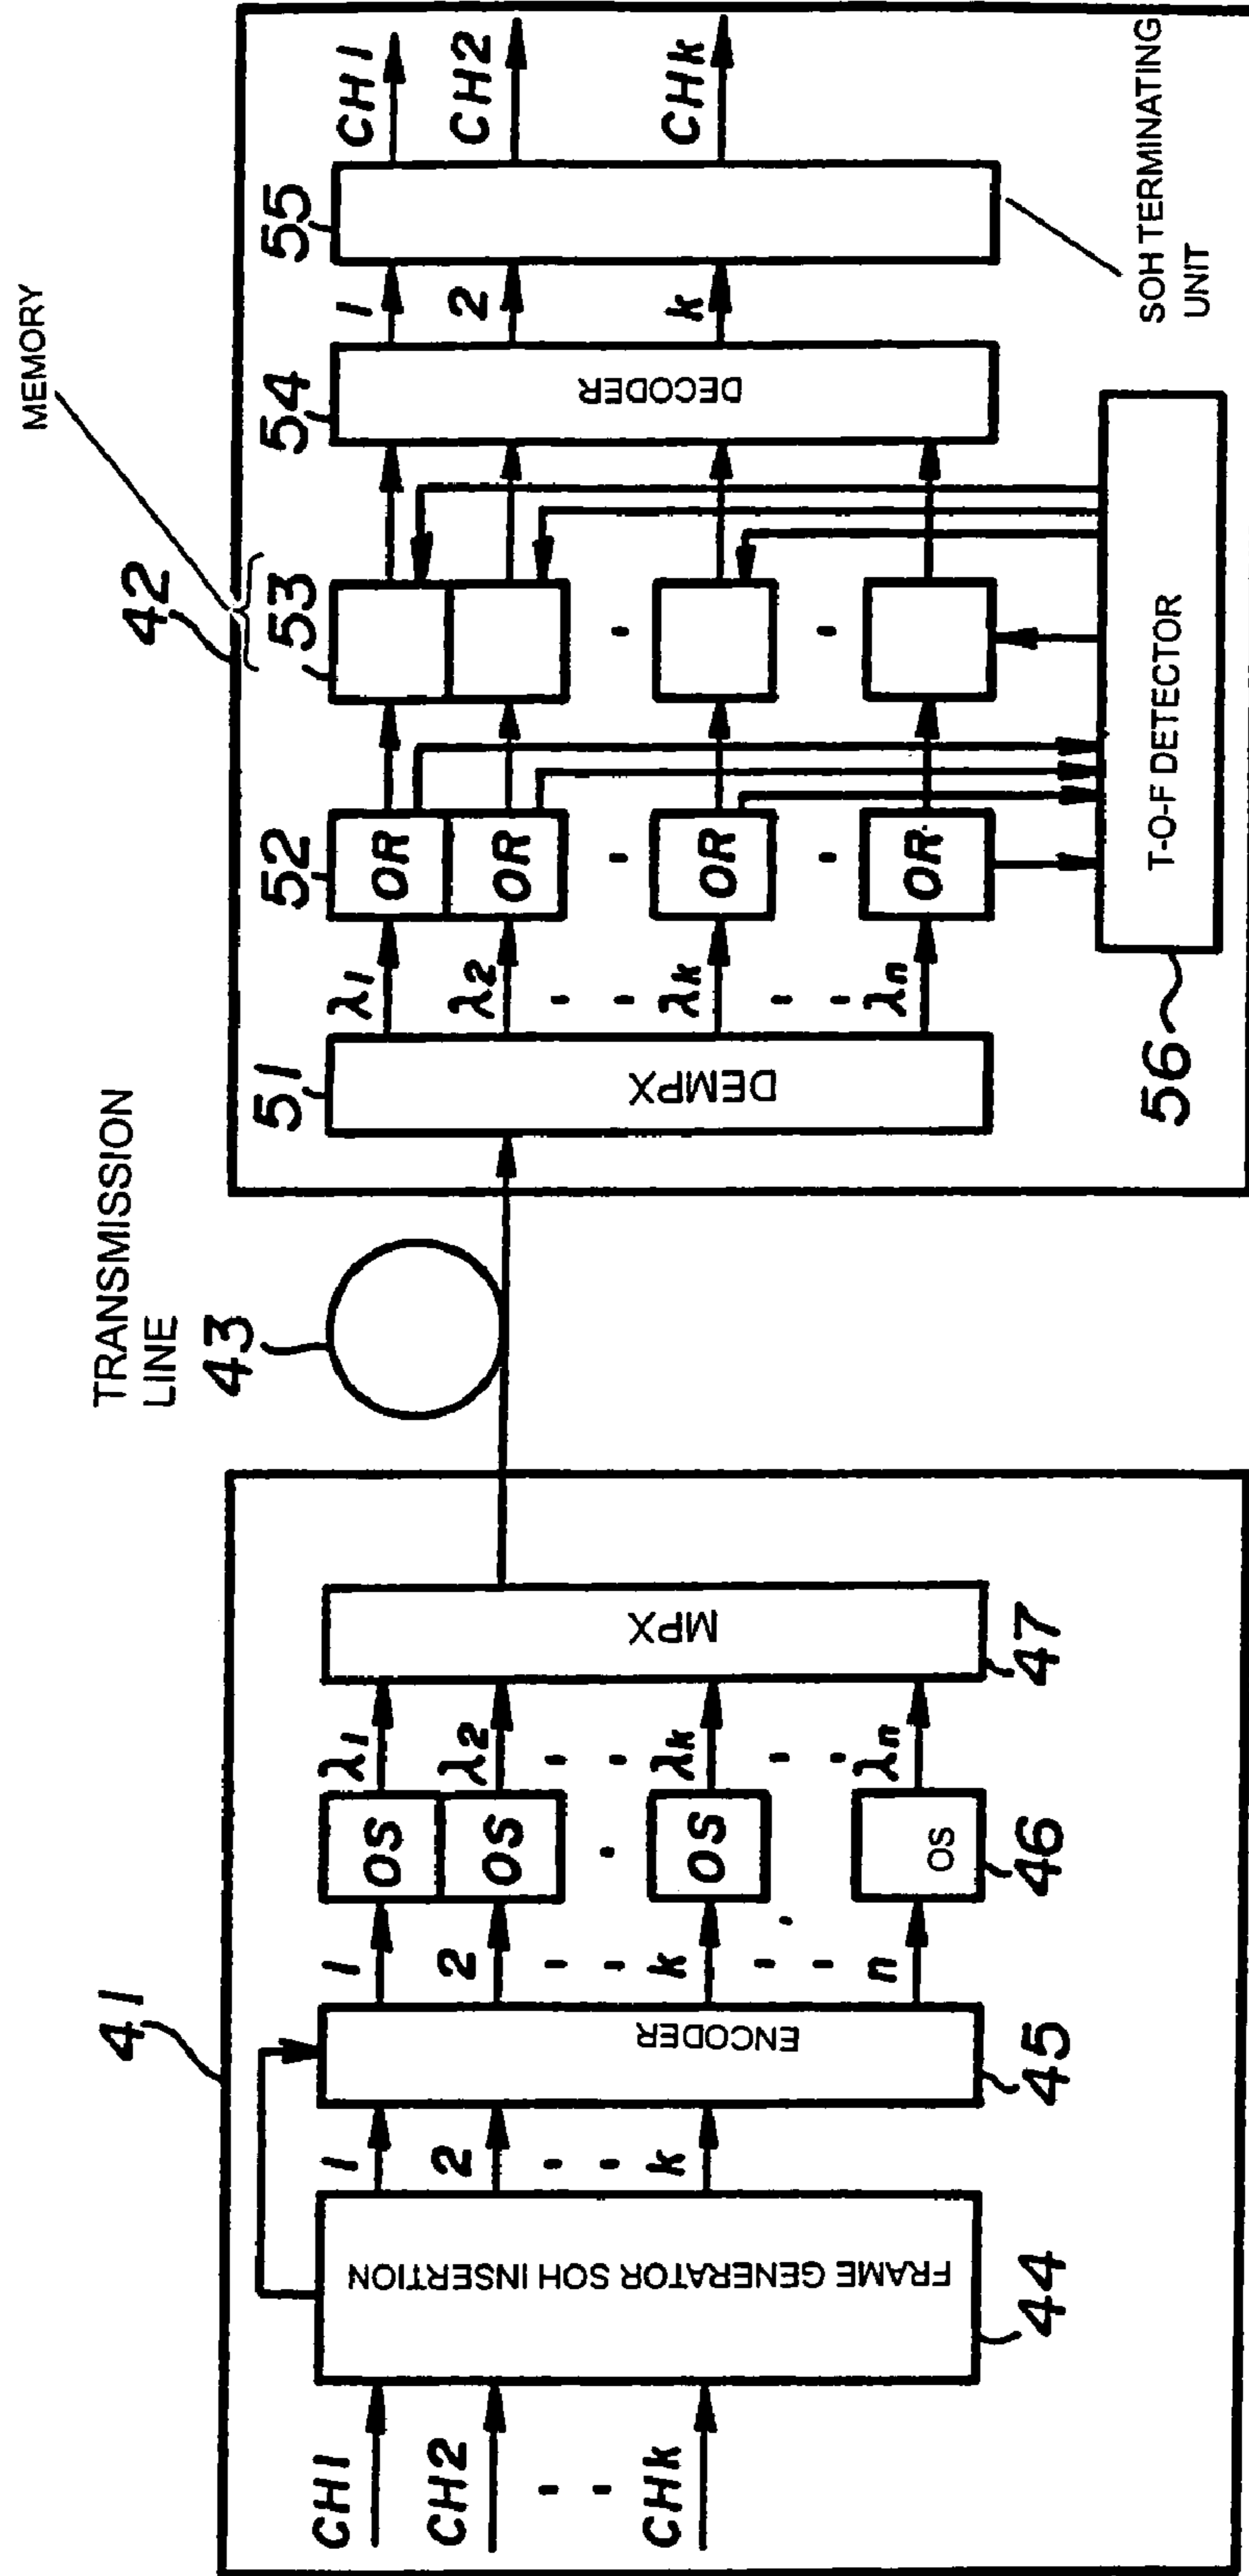 41
CH1
CH2
CHk
FRAME GENERATOR SOH INSERTION
44
1
2
k
ENCODER
45
1
2
k
n
OS
OS
OS
OS
46
λ1
λ2
λk
λn
MPX
47
TRANSMISSION
LINE
43
42
MEMORY
51
DEMPX
λ1
λ2
λk
λn
52
OR
OR
OR
OR
53
54
DECODER
1
2
k
55
CH1
CH2
CHk
SOH TERMINATING
UNIT
T-O-F DETECTOR
56